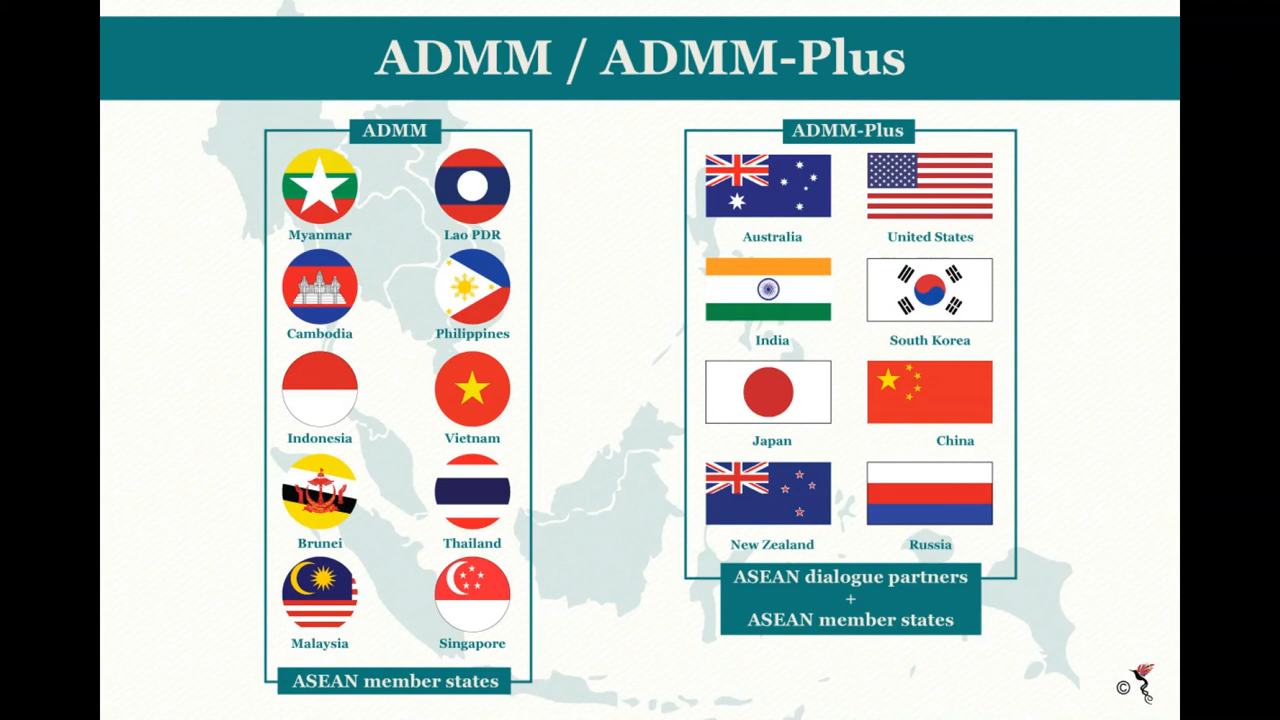 ADMM / ADMM-Plus
ADMM
Myanmar
Lao PDR
Cambodia
Philippines
Indonesia
Vietnam
Brunei
Thailand
Malaysia
Singapore
ASEAN member states
ADMM-Plus
Australia
United States
India
South Korea
Japan
China
New Zealand
Russia
ASEAN dialogue partners
+
ASEAN member states
©